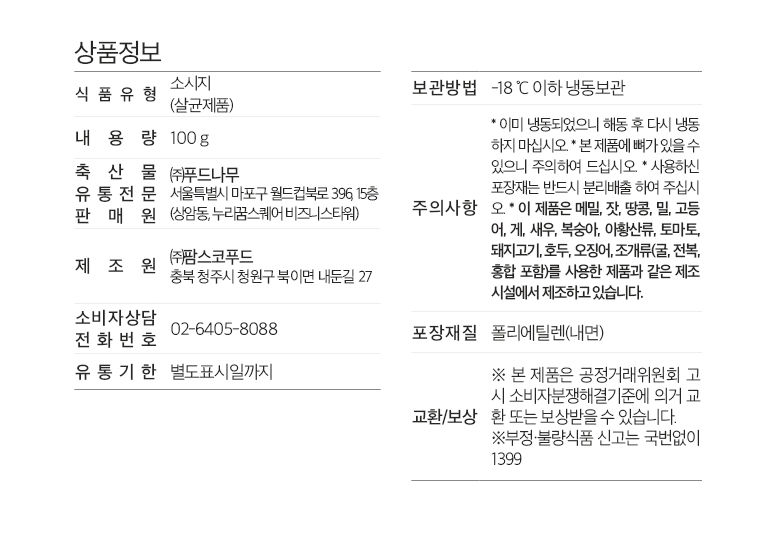 상품정보
식 품 유 형
소시지
(살균제품)
내 용 량
100 g
축 산 물
유 통 전 문
판 매 원
㈜푸드나무
서울특별시 마포구 월드컵북로 396, 15층
(상암동, 누리꿈스퀘어 비즈니스타워)
제 조 원
㈜팜스코푸드
충북 청주시 청원구 북이면 내둔길 27
소비자상담
전 화 번 호
02-6405-8088
유 통 기 한
별도표시일까지
보관방법
-18 ℃ 이하 냉동보관
주의사항
* 이미 냉동되었으니 해동 후 다시 냉동
하지 마십시오. * 본 제품에 뼈가 있을 수
있으니 주의하여 드십시오. * 사용하신
포장재는 반드시 분리배출 하여 주십시
오. * 이 제품은 메밀, 잣, 땅콩, 밀, 고등
어, 게, 새우, 복숭아, 아황산류, 토마토,
돼지고기, 호두, 오징어, 조개류(굴, 전복,
홍합 포함)를 사용한 제품과 같은 제조
시설에서 제조하고 있습니다.
포장재질
폴리에틸렌(내면)
교환/보상
※ 본 제품은 공정거래위원회 고
시 소비자분쟁해결기준에 의거 교
환 또는 보상받을 수 있습니다.
※부정·불량식품 신고는 국번없이
1399